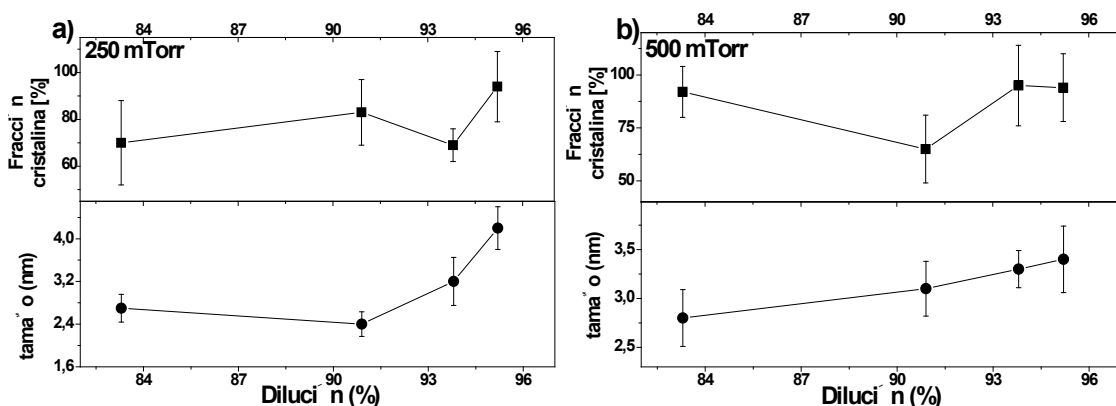 84 87 90 93 96
a)
250 mTorr
100
80
60
Fracci´ n
cristalina [%]
4,0
3,2
2,4
1,6
tama˝ o (nm)
84 87 90 93 96
Diluci´ n (%)
84 87 90 93 96
b)
500 mTorr
100
75
50
Fracci´ n
cristalina [%]
3,5
3,0
2,5
tama˝ o (nm)
84 87 90 93 96
Diluci´ n (%)